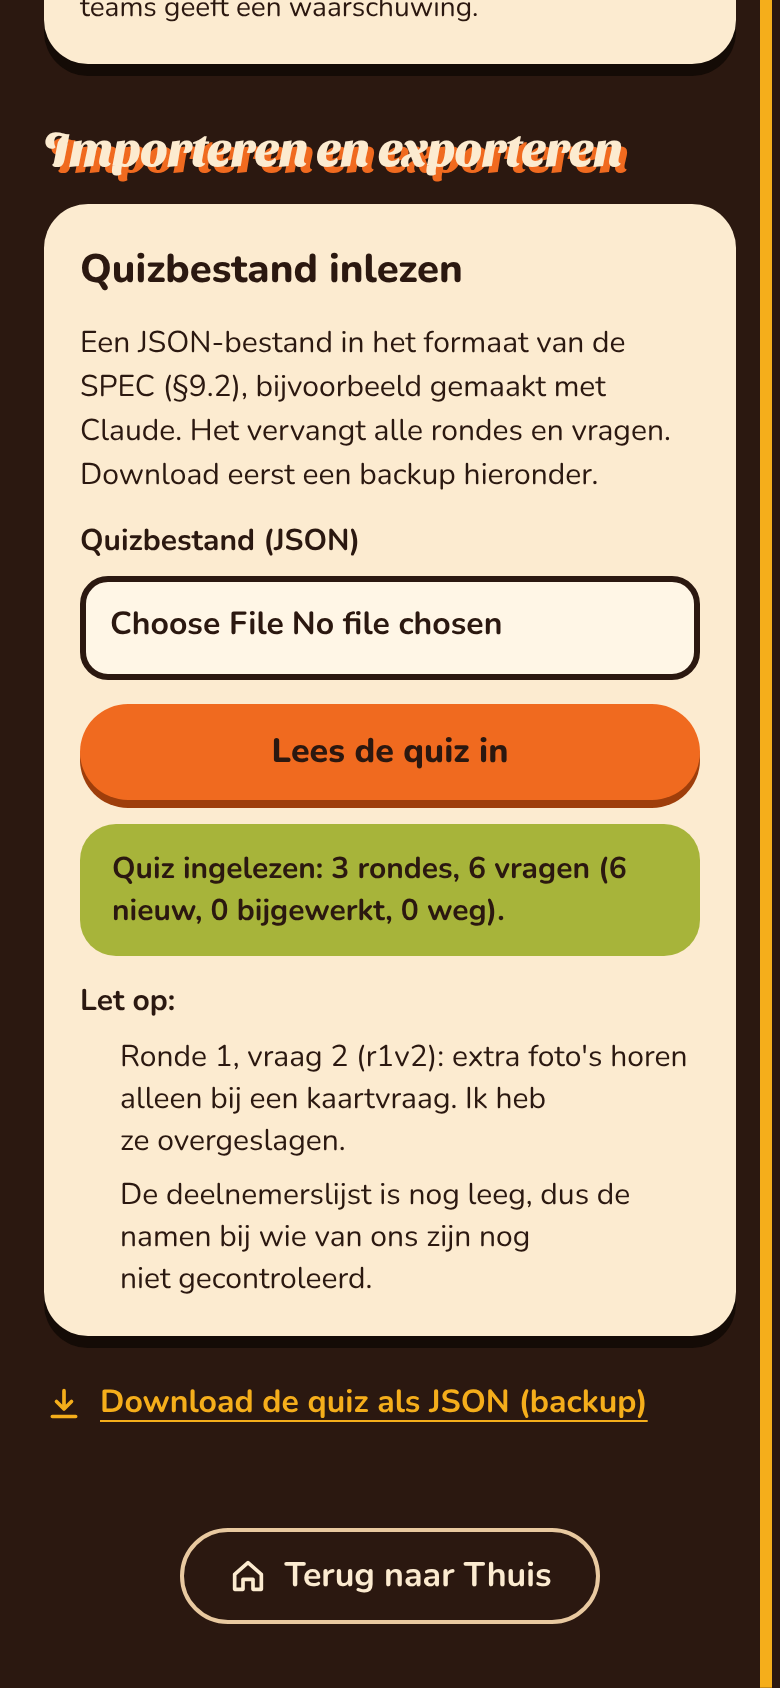 teams geeft een waarschuwing.
Importeren en exporteren
Quizbestand inlezen
Een JSON-bestand in het formaat van de
SPEC (§9.2), bijvoorbeeld gemaakt met
Claude. Het vervangt alle rondes en vragen.
Download eerst een backup hieronder.
Quizbestand (JSON)
Choose File No file chosen
Lees de quiz in
Quiz ingelezen: 3 rondes, 6 vragen (6
nieuw, 0 bijgewerkt, 0 weg).
Let op:
Ronde 1, vraag 2 (r1v2): extra foto's horen
alleen bij een kaartvraag. Ik heb
ze overgeslagen.
De deelnemerslijst is nog leeg, dus de
namen bij wie van ons zijn nog
niet gecontroleerd.
Download de quiz als JSON (backup)
Terug naar Thuis